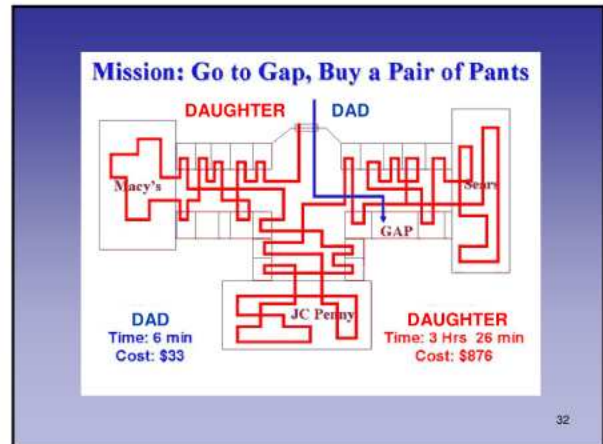 Mission: Go to Gap, Buy a Pair of Pants
DAUGHTER DAD
Macy's
Sears
GAP
JC Penny
DAD
Time: 6 min
Cost: $33
DAUGHTER
Time: 3 Hrs 26 min
Cost: $876
32